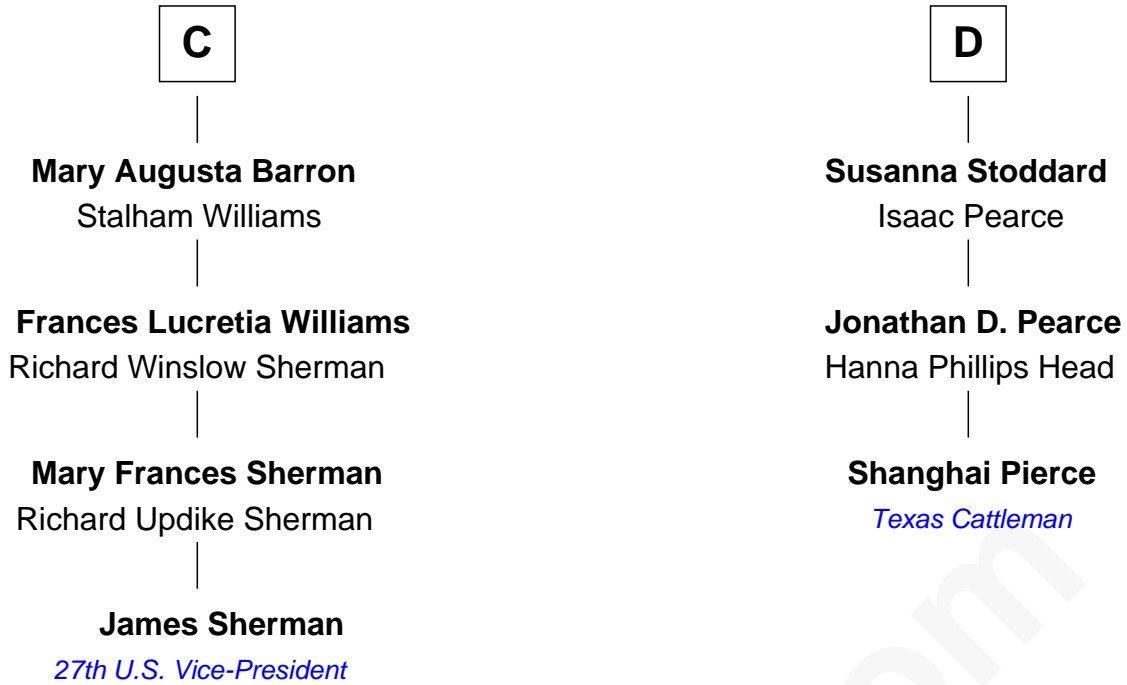 C
Mary Augusta Barron
Stalham Williams
Frances Lucretia Williams
Richard Winslow Sherman
Mary Frances Sherman
Richard Updike Sherman
James Sherman
27th U.S. Vice-President
D
Susanna Stoddard
Isaac Pearce
Jonathan D. Pearce
Hanna Phillips Head
Shanghai Pierce
Texas Cattleman
om